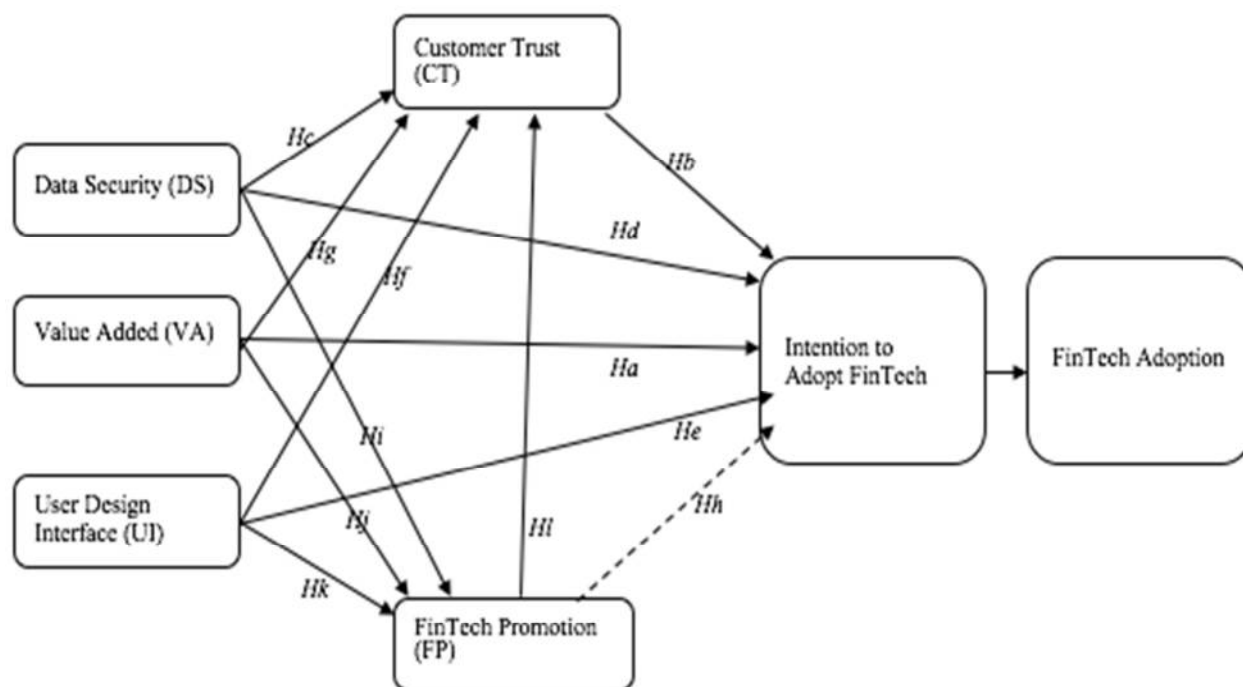 Customer Trust
(CT)
Hc
Hb
Data Security (DS)
Hd
Hg
Hf
Value Added (VA)
Intention to
Adopt FinTech
FinTech Adoption
Ha
Hi
He
User Design
Interface (UI)
Hj
Hl
Hh
Hk
FinTech Promotion
(FP)